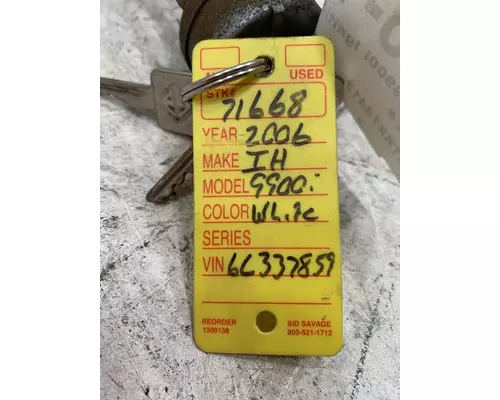 USED
STK#
71668
YEAR 2006
MAKE IH
MODEL 9900i
COLOR White
SERIES
VIN 6C337859
REORDER BID SAVAGE
1300138 800-521-1712